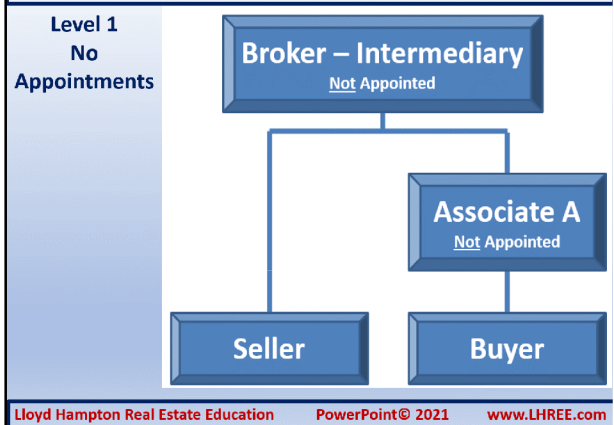 Level 1
No
Appointments
Broker – Intermediary
Not Appointed
Associate A
Not Appointed
Seller
Buyer
Lloyd Hampton Real Estate Education PowerPoint© 2021 www.LHREE.com